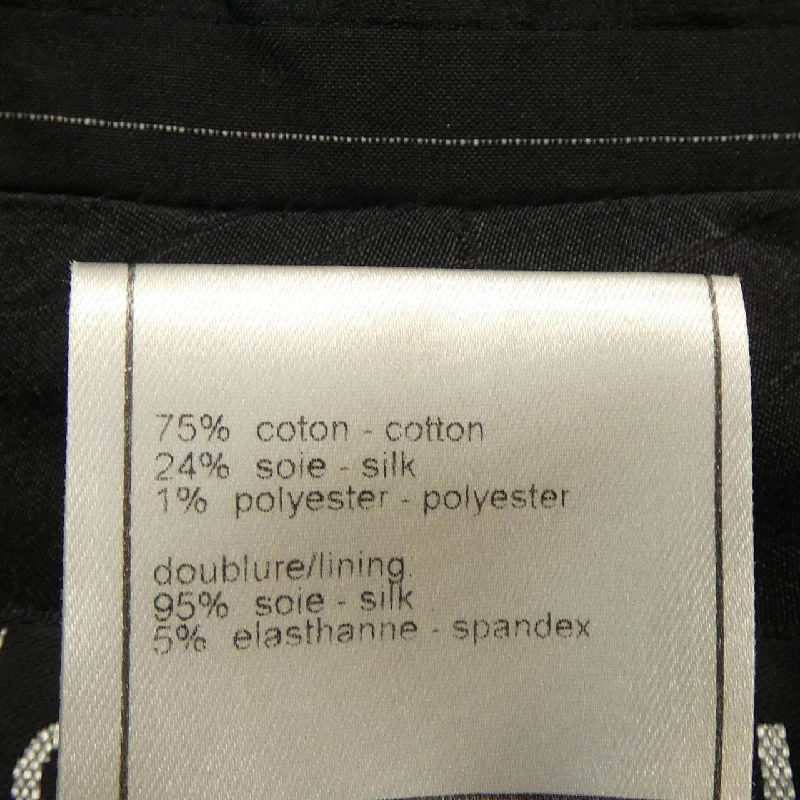 75% coton - cotton
24% soie - silk
1% polyester - polyester
doublure/lining
95% soie - silk
5% elasthanne - spandex